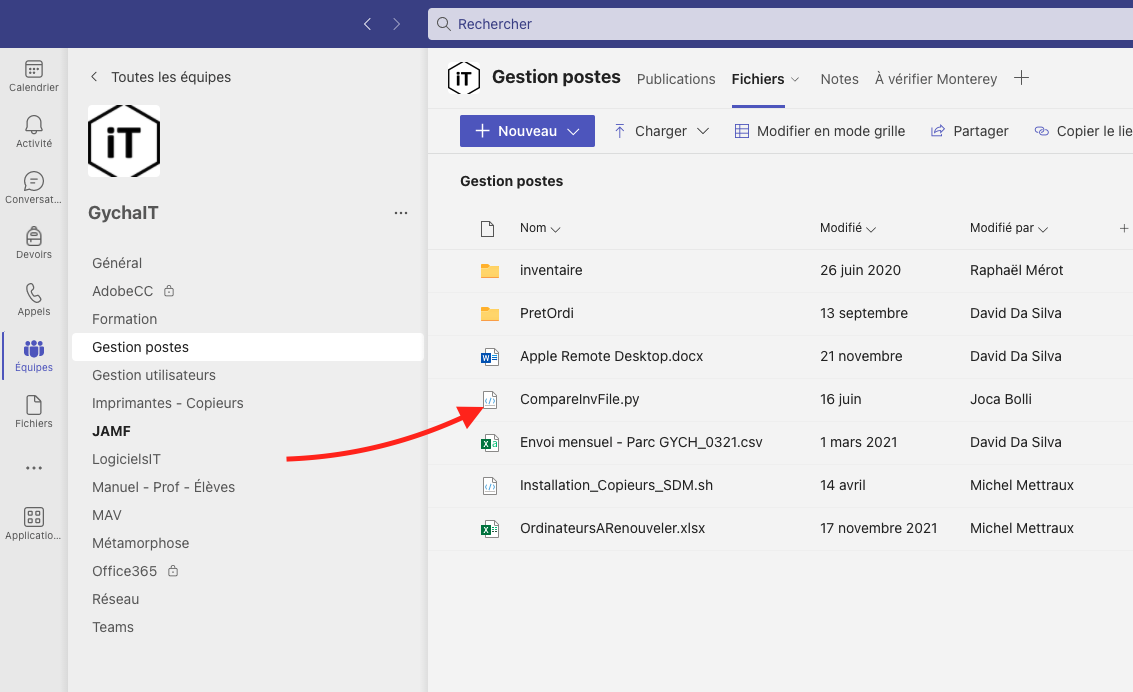 Rechercher
Calendrier
Activité
Conversat...
Devoirs
Appels
Équipes
Fichiers
Applicatio...
Toutes les équipes
iT
GychaIT
Général
AdobeCC
Formation
Gestion postes
Gestion utilisateurs
Imprimantes - Copieurs
JAMF
LogicielsIT
Manuel - Prof - Élèves
MAV
Métamorphose
Office365
Réseau
Teams
iT Gestion postes Publications Fichiers Notes À vérifier Monterey
Nouveau Charger Modifier en mode grille Partager Copier le lie
Gestion postes
Nom Modifié Modifié par
inventaire 26 juin 2020 Raphaël Mérot
PretOrdi 13 septembre David Da Silva
Apple Remote Desktop.docx 21 novembre David Da Silva
CompareInvFile.py 16 juin Joca Bolli
Envoi mensuel - Parc GYCH_0321.csv 1 mars 2021 David Da Silva
Installation_Copieurs_SDM.sh 14 avril Michel Mettraux
OrdinateursARenouveler.xlsx 17 novembre 2021 Michel Mettraux